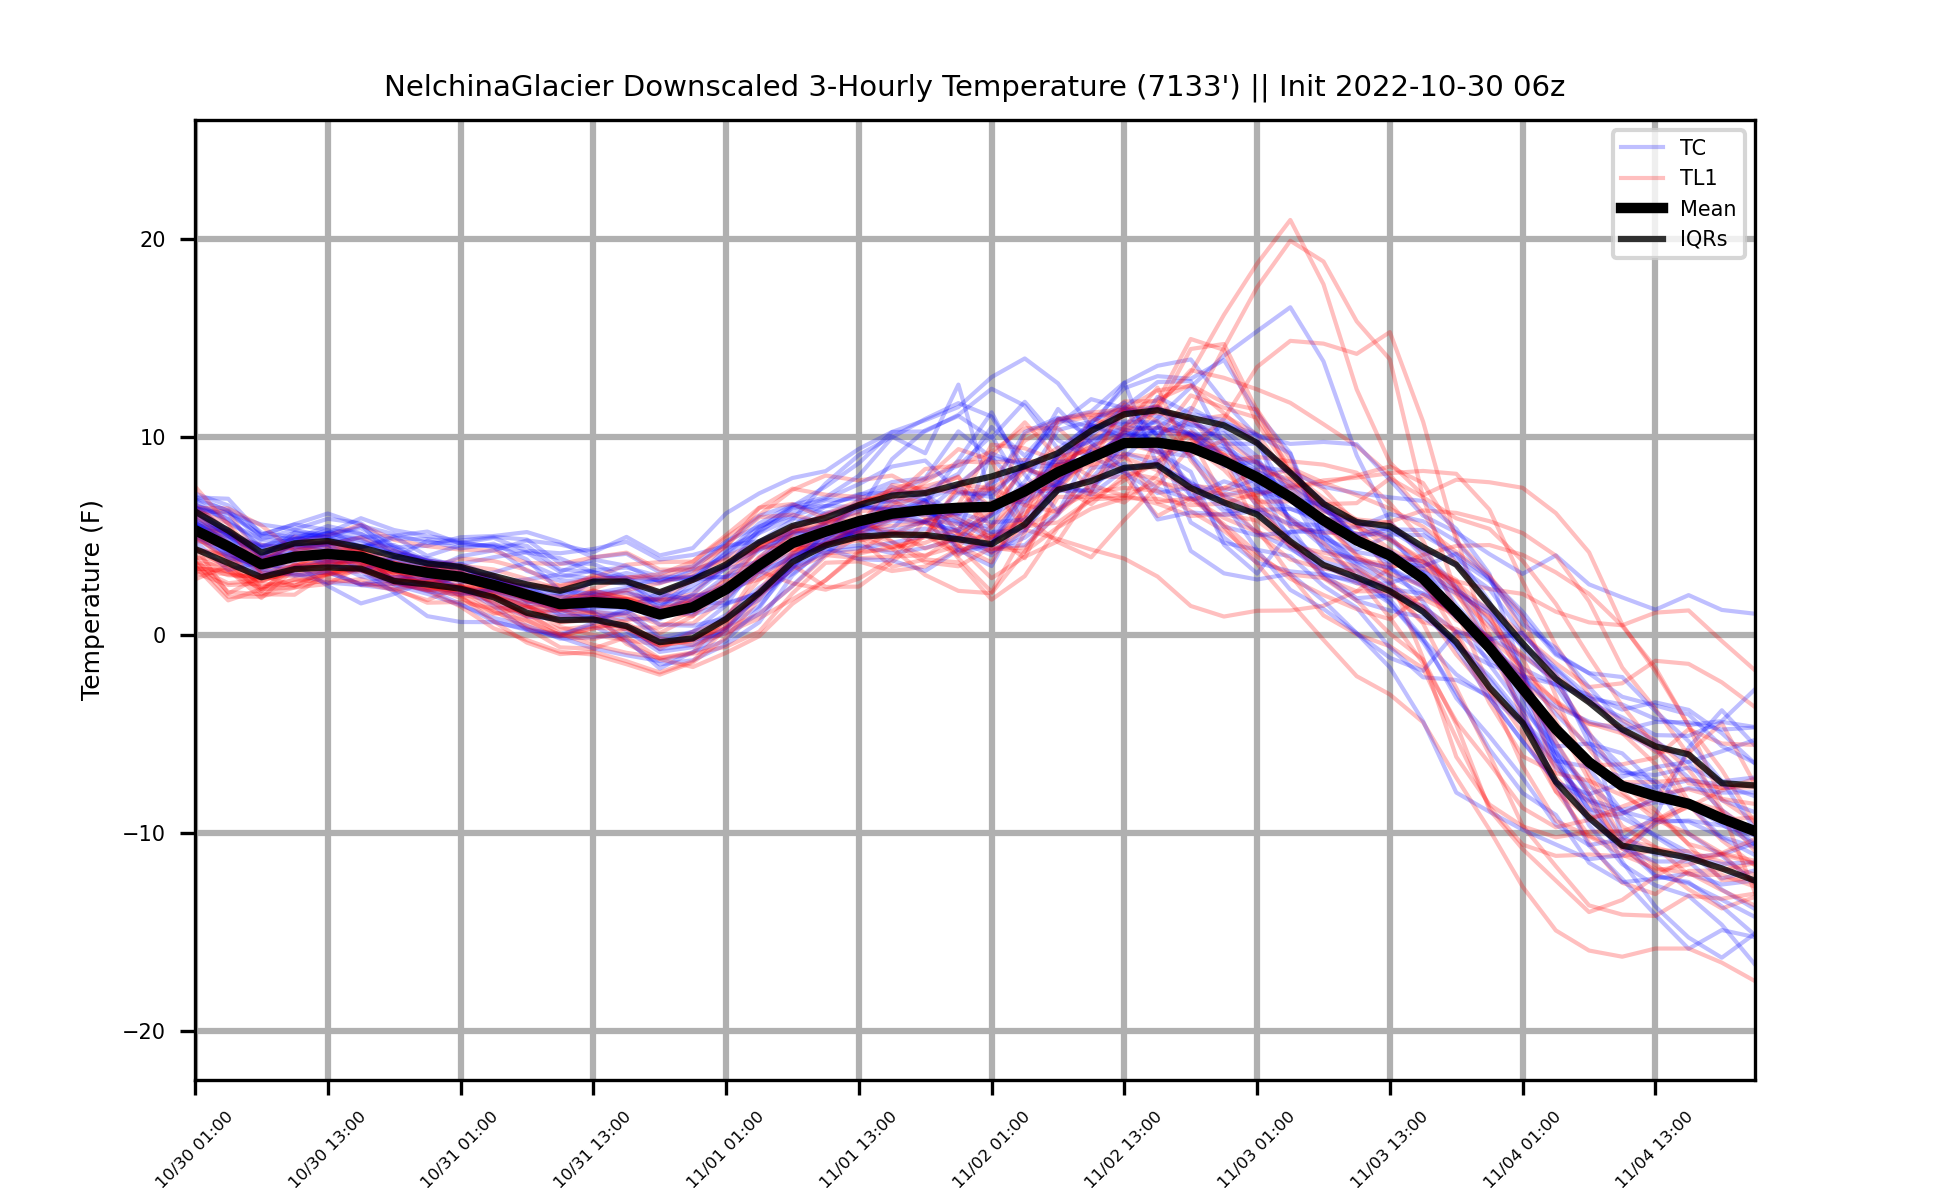 NelchinaGlacier Downscaled 3-Hourly Temperature (7133') || Init 2022-10-30 06z
TC
TL1
Mean
IQRs
Temperature (F)
20
10
0
−10
−20
10/30 01:00
10/30 13:00
10/31 01:00
10/31 13:00
11/01 01:00
11/01 13:00
11/02 01:00
11/02 13:00
11/03 01:00
11/03 13:00
11/04 01:00
11/04 13:00